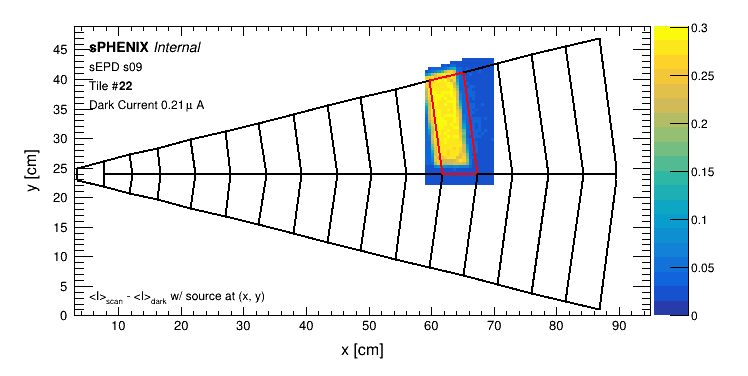 sPHENIX Internal
sEPD s09
Tile #22
Dark Current 0.21 μ A
<I>scan - <I>dark w/ source at (x, y)
y [cm]
45
40
35
30
25
20
15
10
5
0
10 20 30 40 50 60 70 80 90
x [cm]
0.3
0.25
0.2
0.15
0.1
0.05
0